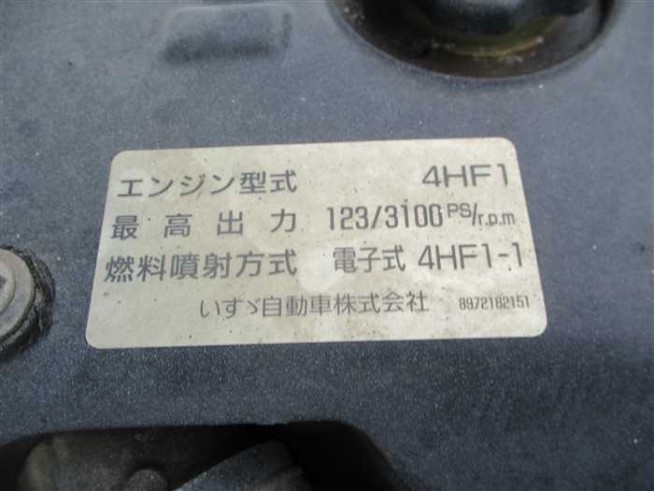 エンジン型式 4HF1
最高出力 123/3100PS/r.p.m
燃料噴射方式 電子式 4HF1-1
いすゞ自動車株式会社 8972182151